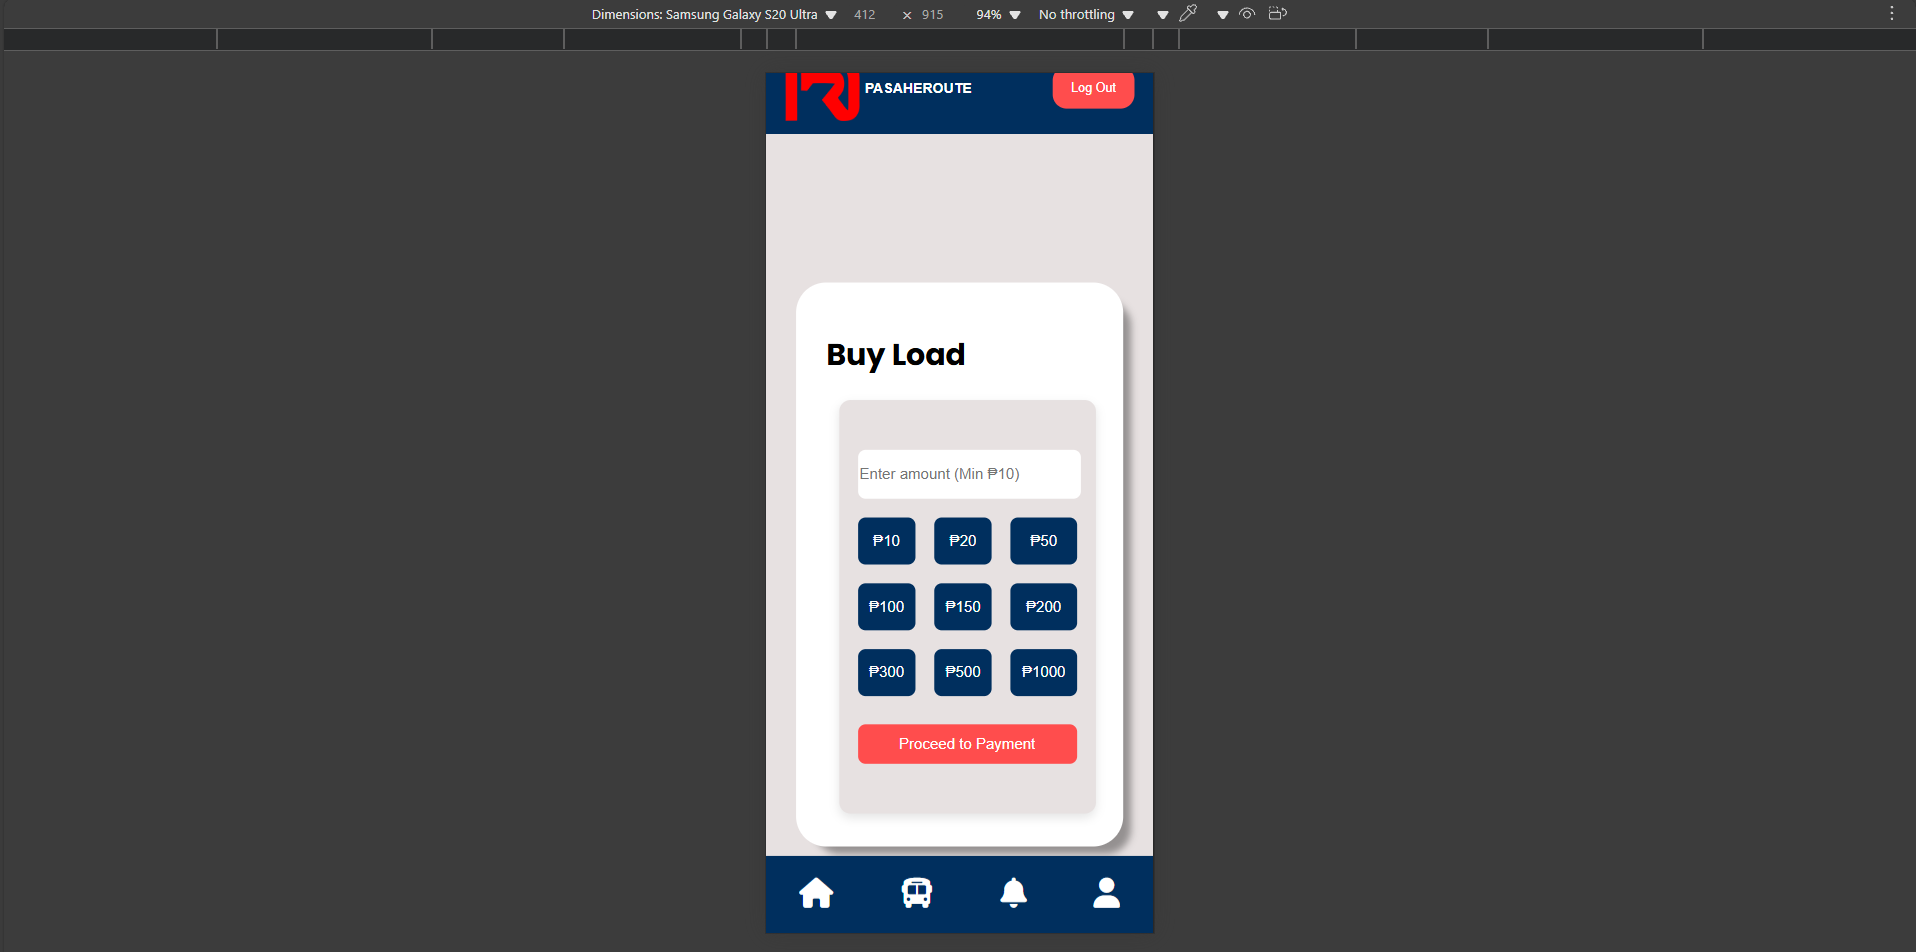 Dimensions: Samsung Galaxy S20 Ultra 412 × 915 94% No throttling
PASAHEROUTE
Log Out
Buy Load
Enter amount (Min ₱10)
₱10 ₱20 ₱50
₱100 ₱150 ₱200
₱300 ₱500 ₱1000
Proceed to Payment